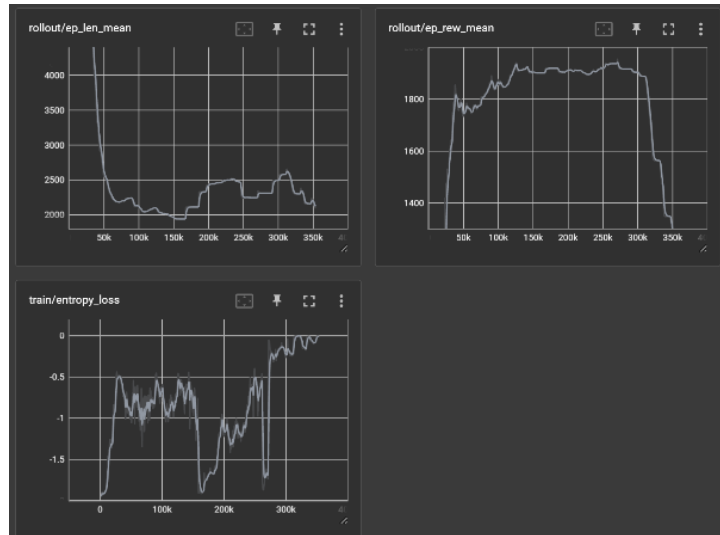 rollout/ep_len_mean
4000
3500
3000
2500
2000
50k 100k 150k 200k 250k 300k 350k
rollout/ep_rew_mean
1800
1600
1400
50k 100k 150k 200k 250k 300k 350k
train/entropy_loss
0
-0.5
-1
-1.5
0 100k 200k 300k